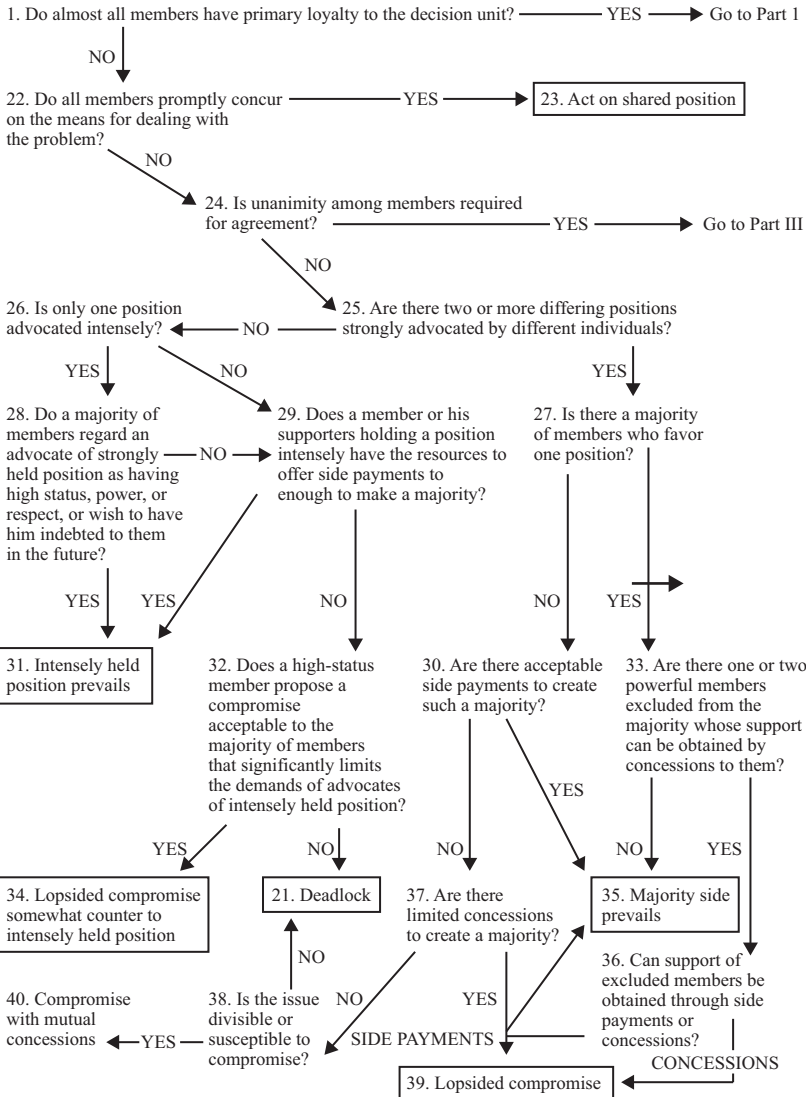 1. Do almost all members have primary loyalty to the decision unit?
YES
Go to Part 1
NO
22. Do all members promptly concur
on the means for dealing with
the problem?
YES
23. Act on shared position
NO
24. Is unanimity among members required
for agreement?
YES
Go to Part III
NO
26. Is only one position
advocated intensely?
NO
25. Are there two or more differing positions
strongly advocated by different individuals?
YES
NO
YES
28. Do a majority of
members regard an
advocate of strongly
held position as having
high status, power, or
respect, or wish to have
him indebted to them
in the future?
NO
29. Does a member or his
supporters holding a position
intensely have the resources to
offer side payments to
enough to make a majority?
27. Is there a majority
of members who favor
one position?
YES
YES
NO
NO
YES
31. Intensely held
position prevails
32. Does a high-status
member propose a
compromise
acceptable to the
majority of members
that significantly limits
the demands of advocates
of intensely held position?
30. Are there acceptable
side payments to create
such a majority?
33. Are there one or two
powerful members
excluded from the
majority whose support
can be obtained by
concessions to them?
YES
NO
NO
YES
NO
YES
34. Lopsided compromise
somewhat counter to
intensely held position
21. Deadlock
37. Are there
limited concessions
to create a majority?
35. Majority side
prevails
NO
NO
YES
36. Can support of
excluded members be
obtained through side
payments or
concessions?
40. Compromise
with mutual
concessions
YES
38. Is the issue
divisible or
susceptible to
compromise?
SIDE PAYMENTS
CONCESSIONS
39. Lopsided compromise